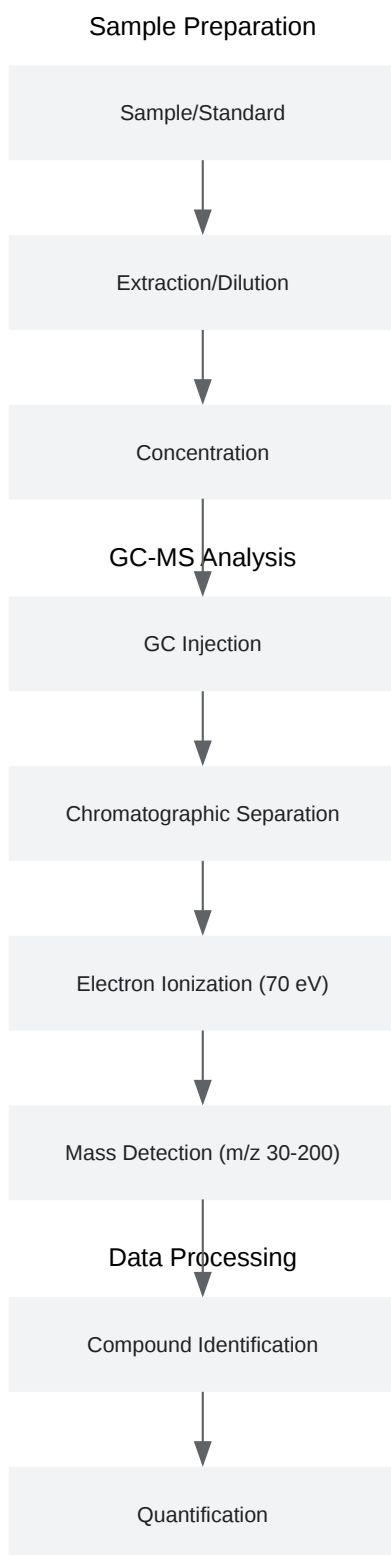 Sample Preparation
Sample/Standard
Extraction/Dilution
Concentration
GC-MS Analysis
GC Injection
Chromatographic Separation
Electron Ionization (70 eV)
Mass Detection (m/z 30-200)
Data Processing
Compound Identification
Quantification